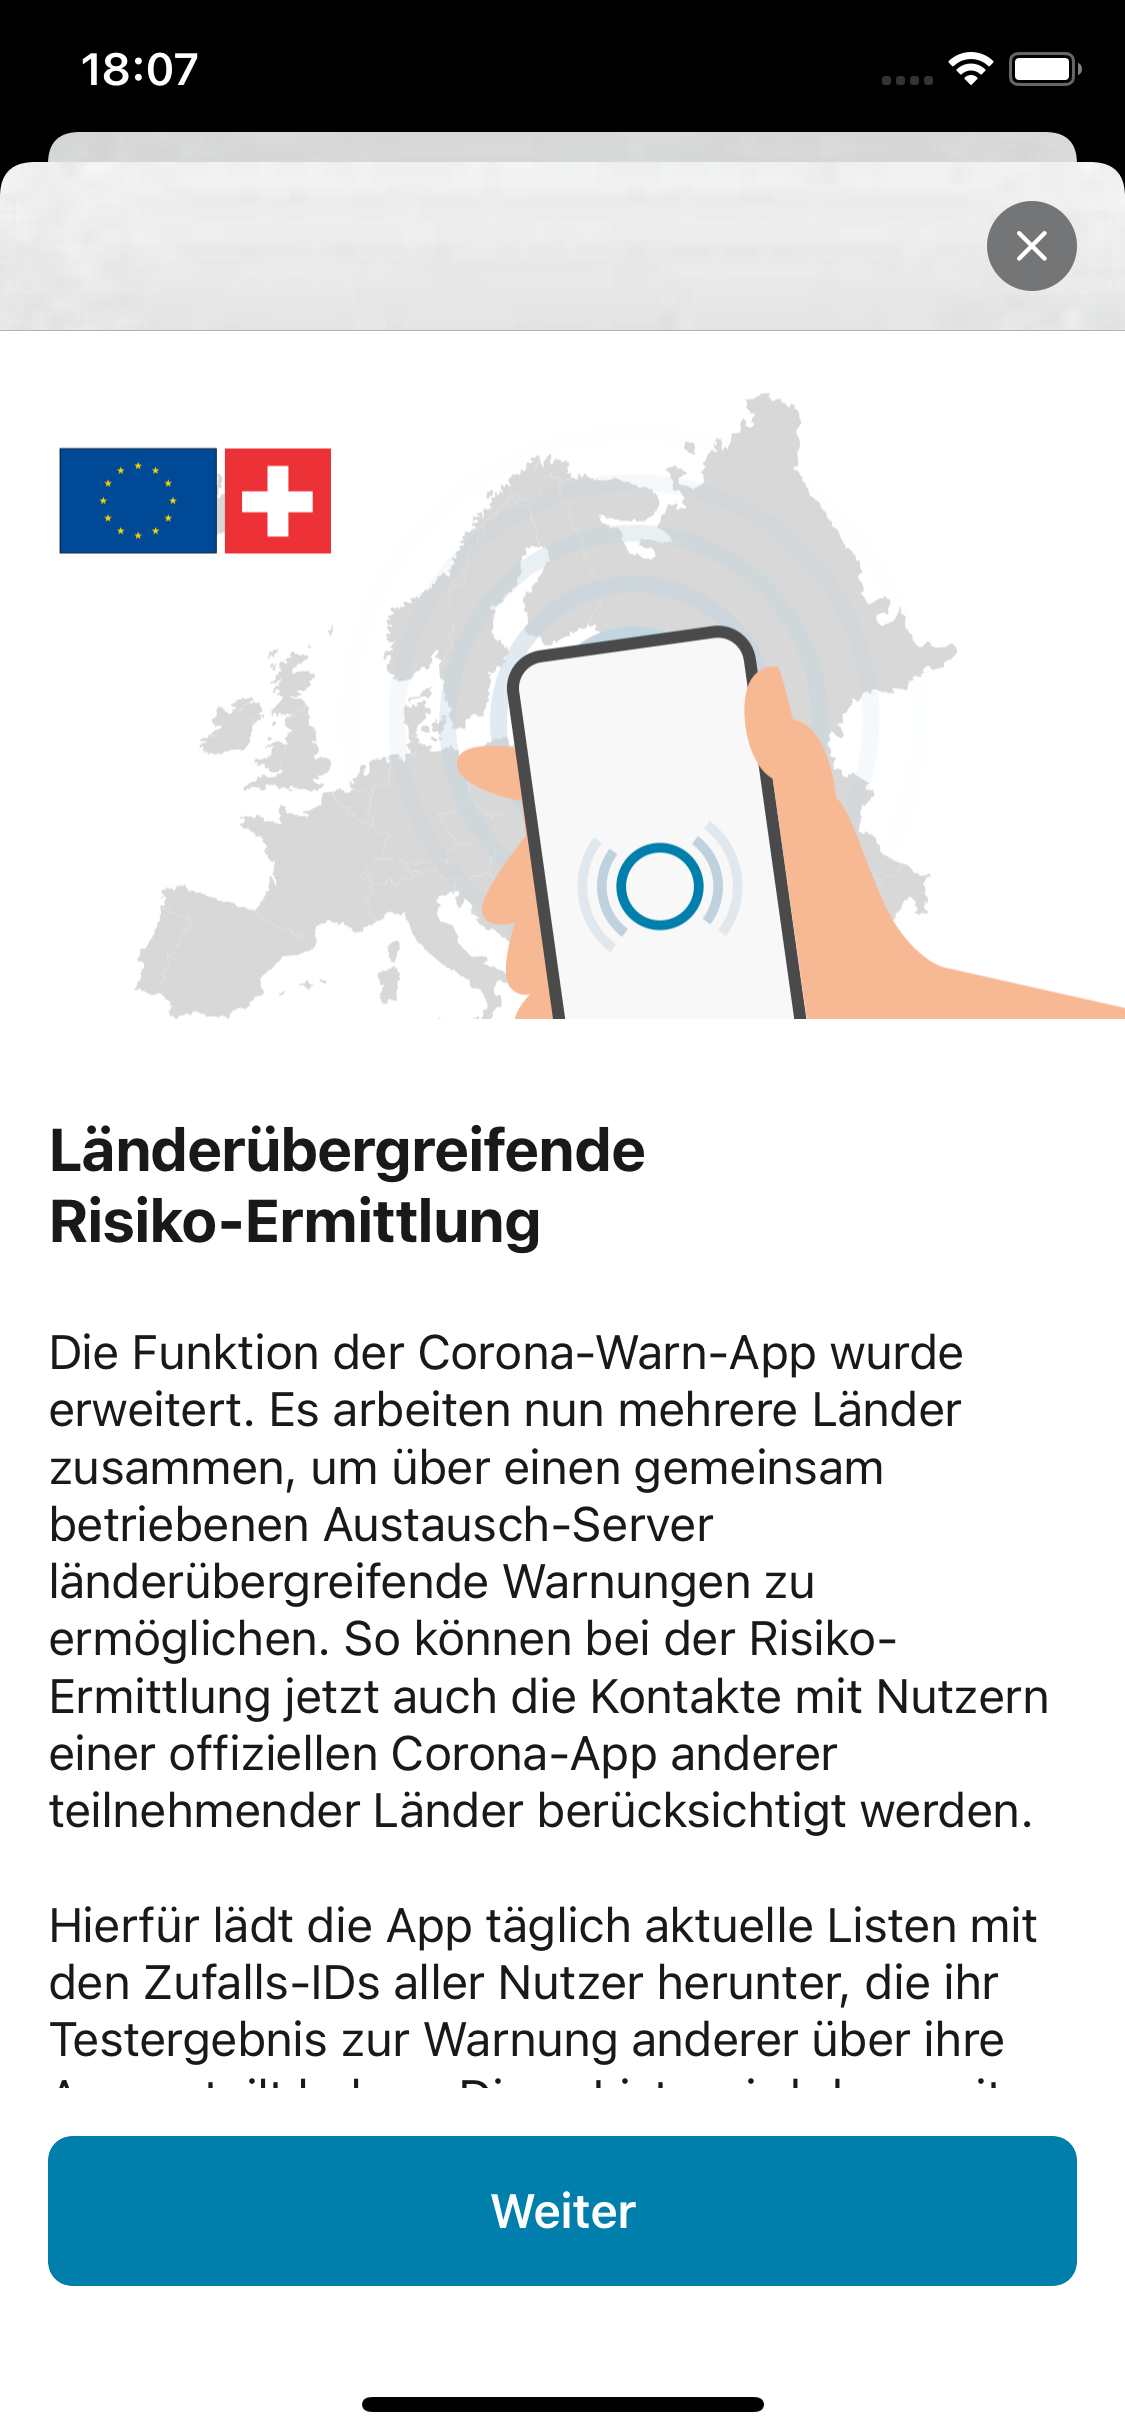 18:07
Länderübergreifende
Risiko-Ermittlung
Die Funktion der Corona-Warn-App wurde
erweitert. Es arbeiten nun mehrere Länder
zusammen, um über einen gemeinsam
betriebenen Austausch-Server
länderübergreifende Warnungen zu
ermöglichen. So können bei der Risiko-
Ermittlung jetzt auch die Kontakte mit Nutzern
einer offiziellen Corona-App anderer
teilnehmender Länder berücksichtigt werden.
Hierfür lädt die App täglich aktuelle Listen mit
den Zufalls-IDs aller Nutzer herunter, die ihr
Testergebnis zur Warnung anderer über ihre
Weiter